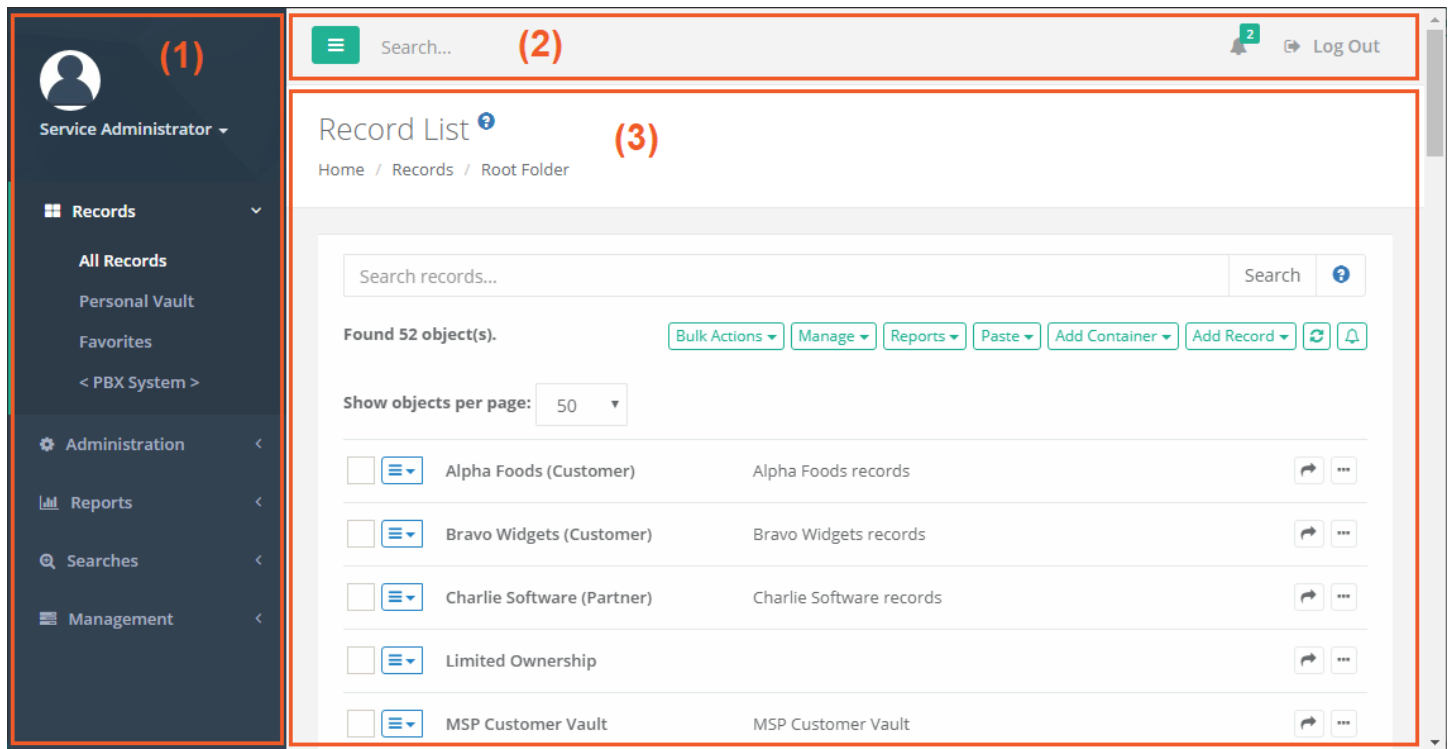 (1)
Service Administrator
Records
All Records
Personal Vault
Favorites
< PBX System >
Administration
Reports
Searches
Management
Search... (2) 2 Log Out
Record List ? (3)
Home / Records / Root Folder
Search records... Search ?
Found 52 object(s). Bulk Actions Manage Reports Paste Add Container Add Record
Show objects per page: 50
Alpha Foods (Customer) Alpha Foods records
Bravo Widgets (Customer) Bravo Widgets records
Charlie Software (Partner) Charlie Software records
Limited Ownership
MSP Customer Vault MSP Customer Vault